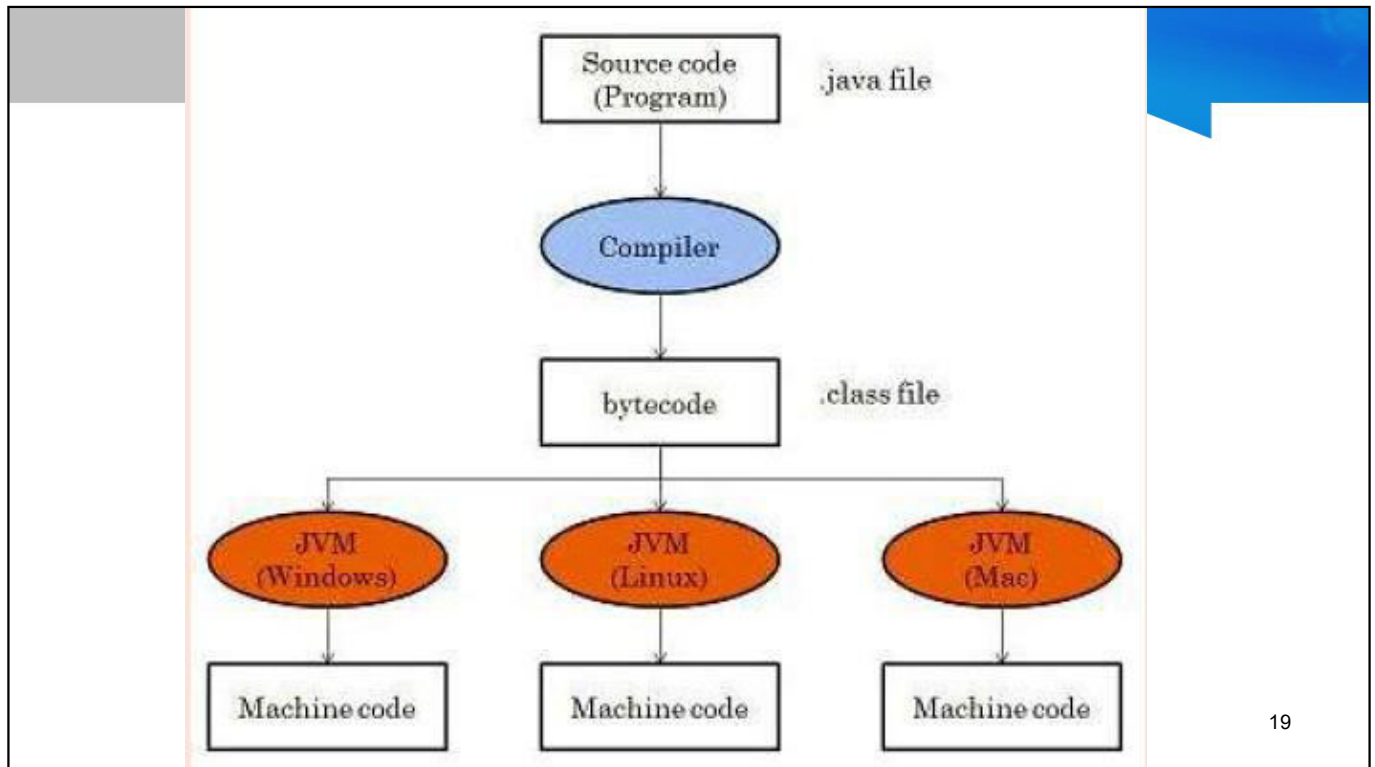 Source code
(Program)
.java file
Compiler
bytecode
.class file
JVM
(Windows)
JVM
(Linux)
JVM
(Mac)
Machine code
Machine code
Machine code
19